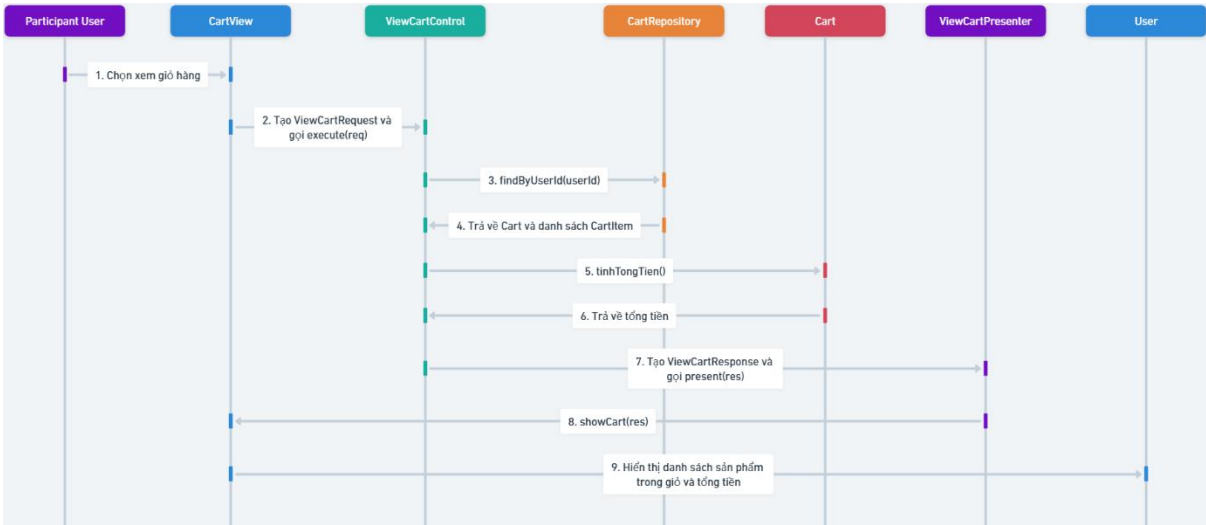 Participant User
CartView
ViewCartControl
CartRepository
Cart
ViewCartPresenter
User
1. Chọn xem giỏ hàng
2. Tạo ViewCartRequest và
gọi execute(req)
3. findByUserId(userId)
4. Trả về Cart và danh sách CartItem
5. tinhTongTien()
6. Trả về tổng tiền
7. Tạo ViewCartResponse và
gọi present(res)
8. showCart(res)
9. Hiển thị danh sách sản phẩm
trong giỏ và tổng tiền